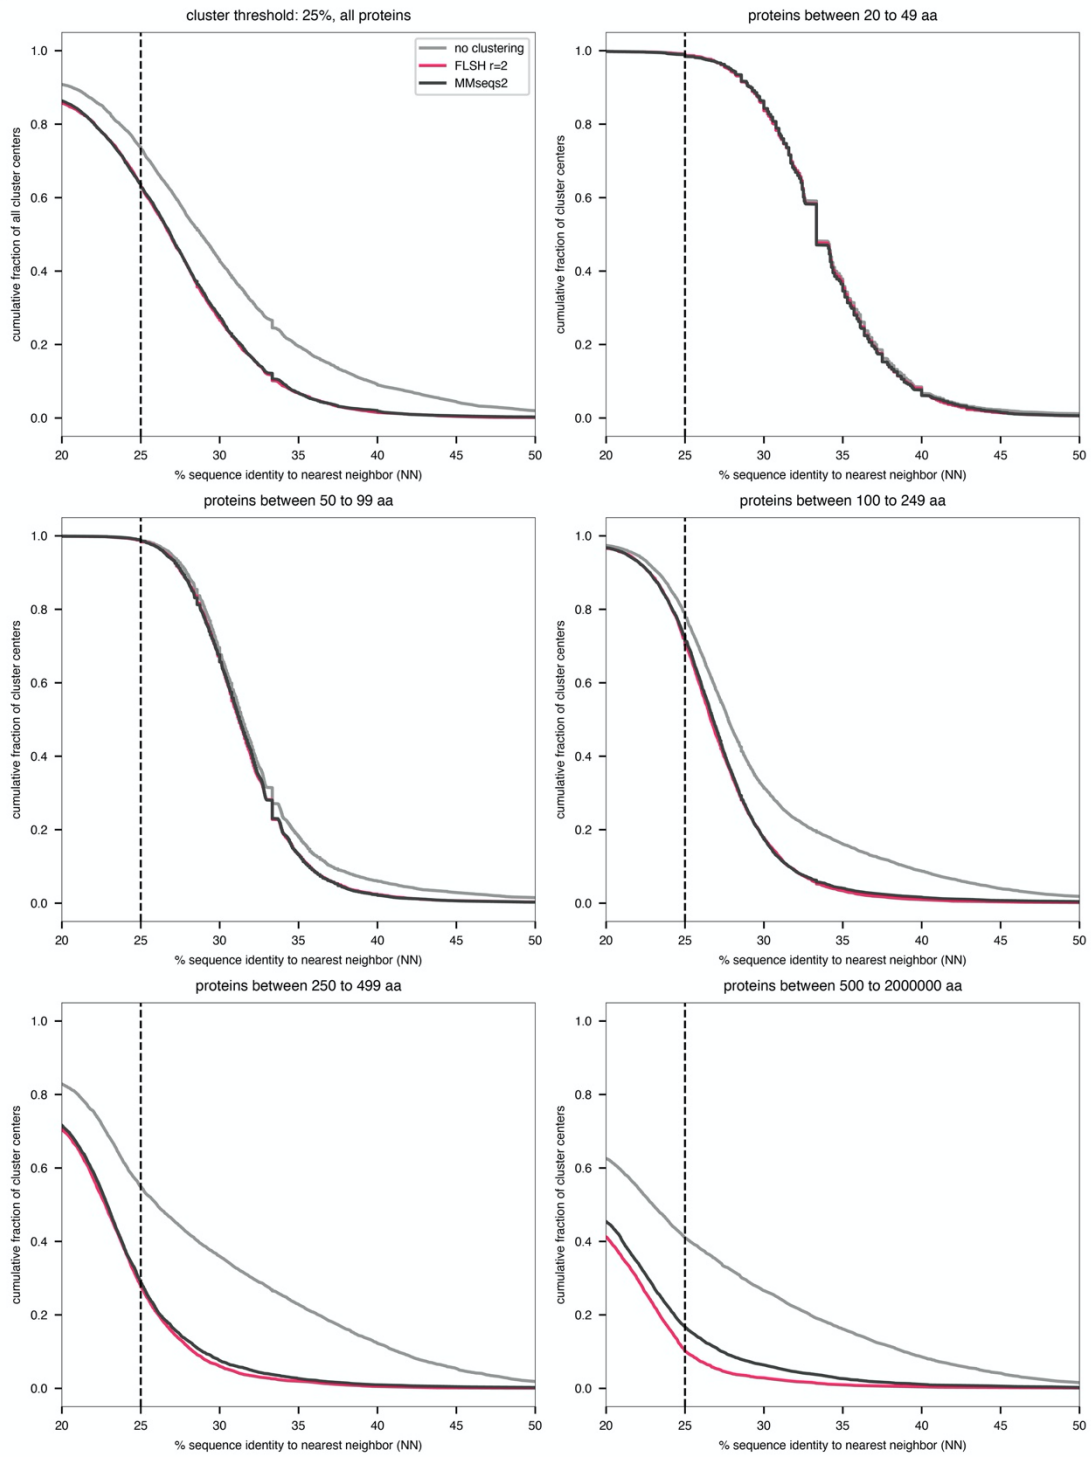 cluster threshold: 25%, all proteins
cumulative fraction of all cluster centers
1.0
0.8
0.6
0.4
0.2
0.0
no clustering
FLSH r=2
MMseqs2
20 25 30 35 40 45 50
% sequence identity to nearest neighbor (NN)
proteins between 20 to 49 aa
cumulative fraction of cluster centers
1.0
0.8
0.6
0.4
0.2
0.0
20 25 30 35 40 45 50
% sequence identity to nearest neighbor (NN)
proteins between 50 to 99 aa
cumulative fraction of cluster centers
1.0
0.8
0.6
0.4
0.2
0.0
20 25 30 35 40 45 50
% sequence identity to nearest neighbor (NN)
proteins between 100 to 249 aa
cumulative fraction of cluster centers
1.0
0.8
0.6
0.4
0.2
0.0
20 25 30 35 40 45 50
% sequence identity to nearest neighbor (NN)
proteins between 250 to 499 aa
cumulative fraction of cluster centers
1.0
0.8
0.6
0.4
0.2
0.0
20 25 30 35 40 45 50
% sequence identity to nearest neighbor (NN)
proteins between 500 to 2000000 aa
cumulative fraction of cluster centers
1.0
0.8
0.6
0.4
0.2
0.0
20 25 30 35 40 45 50
% sequence identity to nearest neighbor (NN)